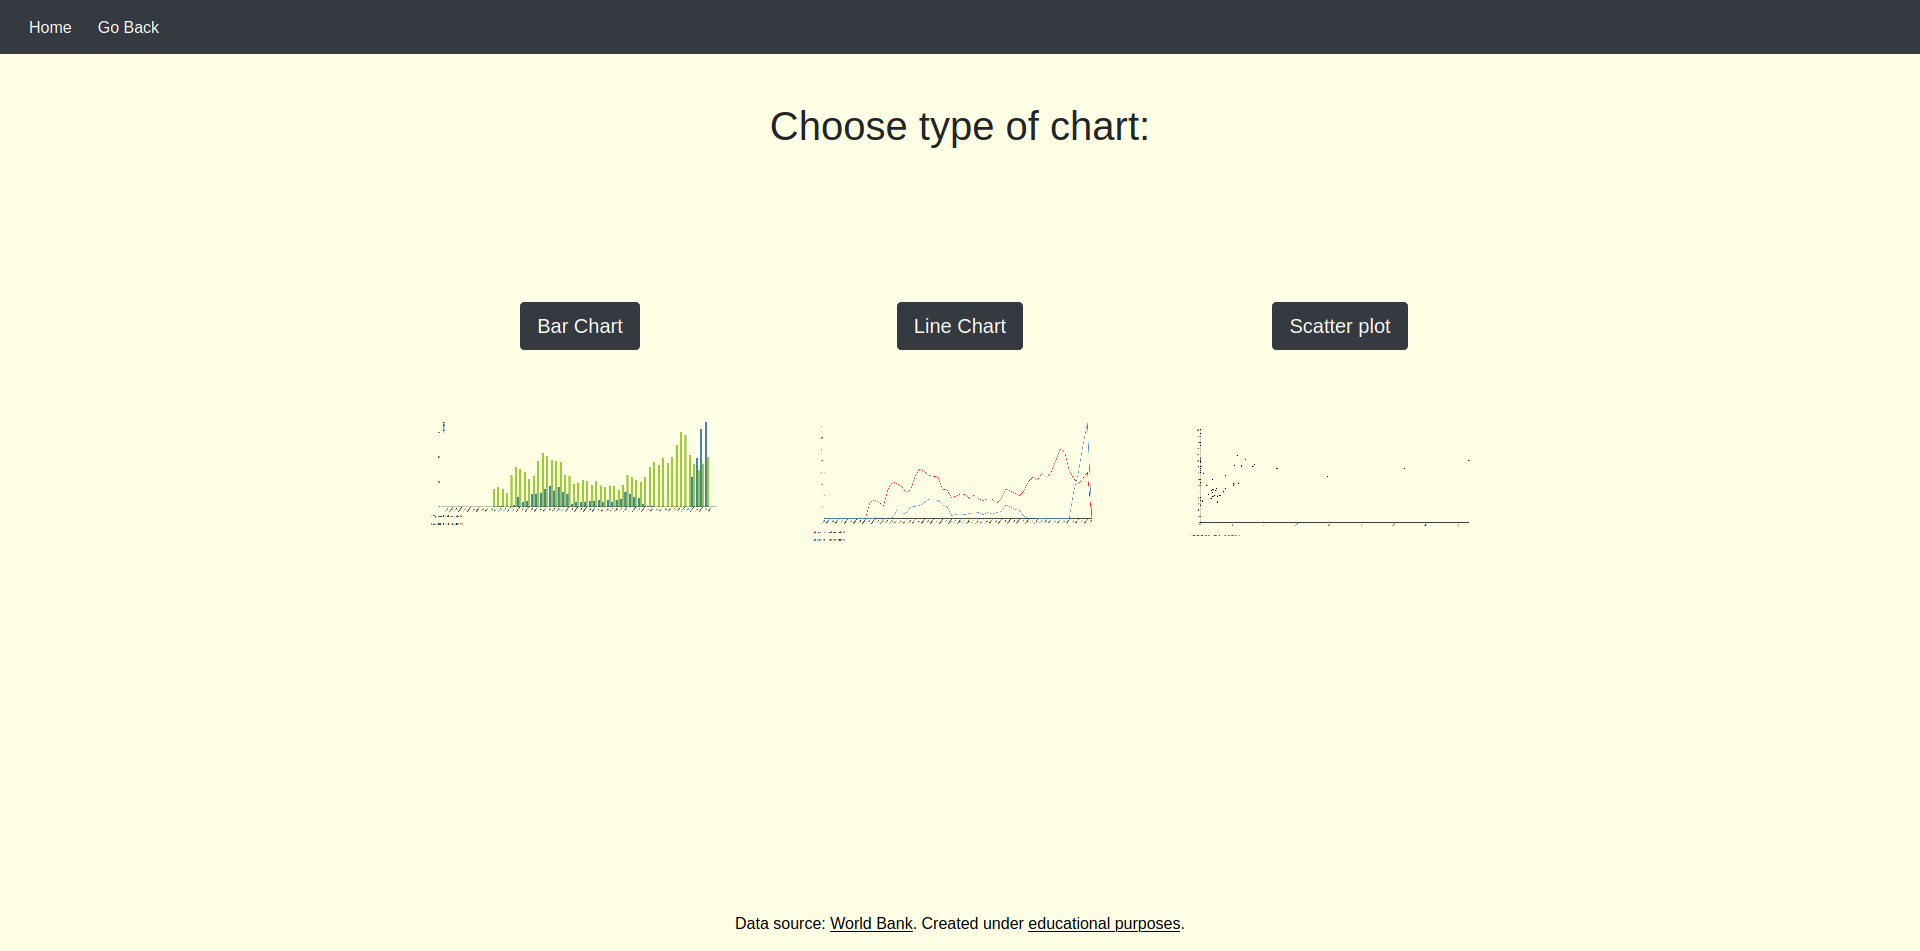 Home Go Back
Choose type of chart:
Bar Chart Line Chart Scatter plot
Data source: World Bank. Created under educational purposes.